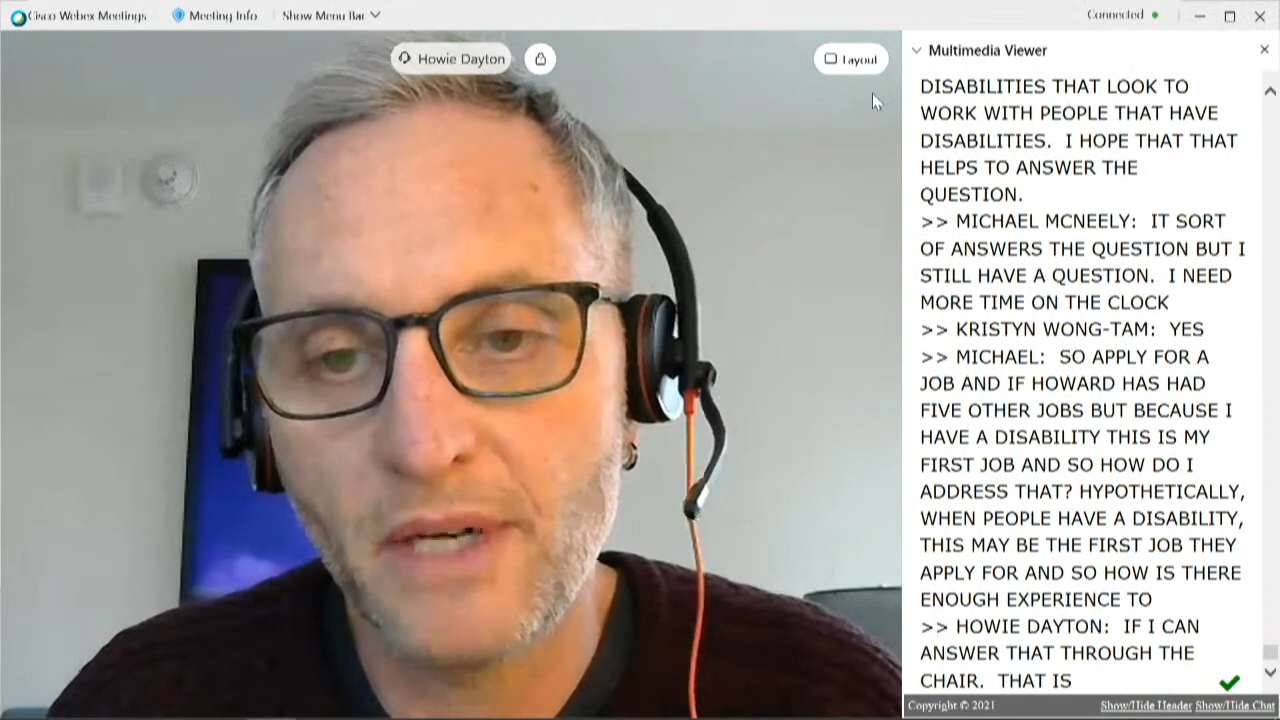 Cisco Webex Meetings
Meeting Info
Show Menu Bar
Connected
Howie Dayton
Layout
Multimedia Viewer
DISABILITIES THAT LOOK TO
WORK WITH PEOPLE THAT HAVE
DISABILITIES.  I HOPE THAT THAT
HELPS TO ANSWER THE
QUESTION.
>> MICHAEL MCNEELY:  IT SORT
OF ANSWERS THE QUESTION BUT I
STILL HAVE A QUESTION.  I NEED
MORE TIME ON THE CLOCK
>> KRISTYN WONG-TAM:  YES
>> MICHAEL:  SO APPLY FOR A
JOB AND IF HOWARD HAS HAD
FIVE OTHER JOBS BUT BECAUSE I
HAVE A DISABILITY THIS IS MY
FIRST JOB AND SO HOW DO I
ADDRESS THAT? HYPOTHETICALLY,
WHEN PEOPLE HAVE A DISABILITY,
THIS MAY BE THE FIRST JOB THEY
APPLY FOR AND SO HOW IS THERE
ENOUGH EXPERIENCE TO
>> HOWIE DAYTON:  IF I CAN
ANSWER THAT THROUGH THE
CHAIR.  THAT IS
Copyright © 2021
Show/Hide Header Show/Hide Chat